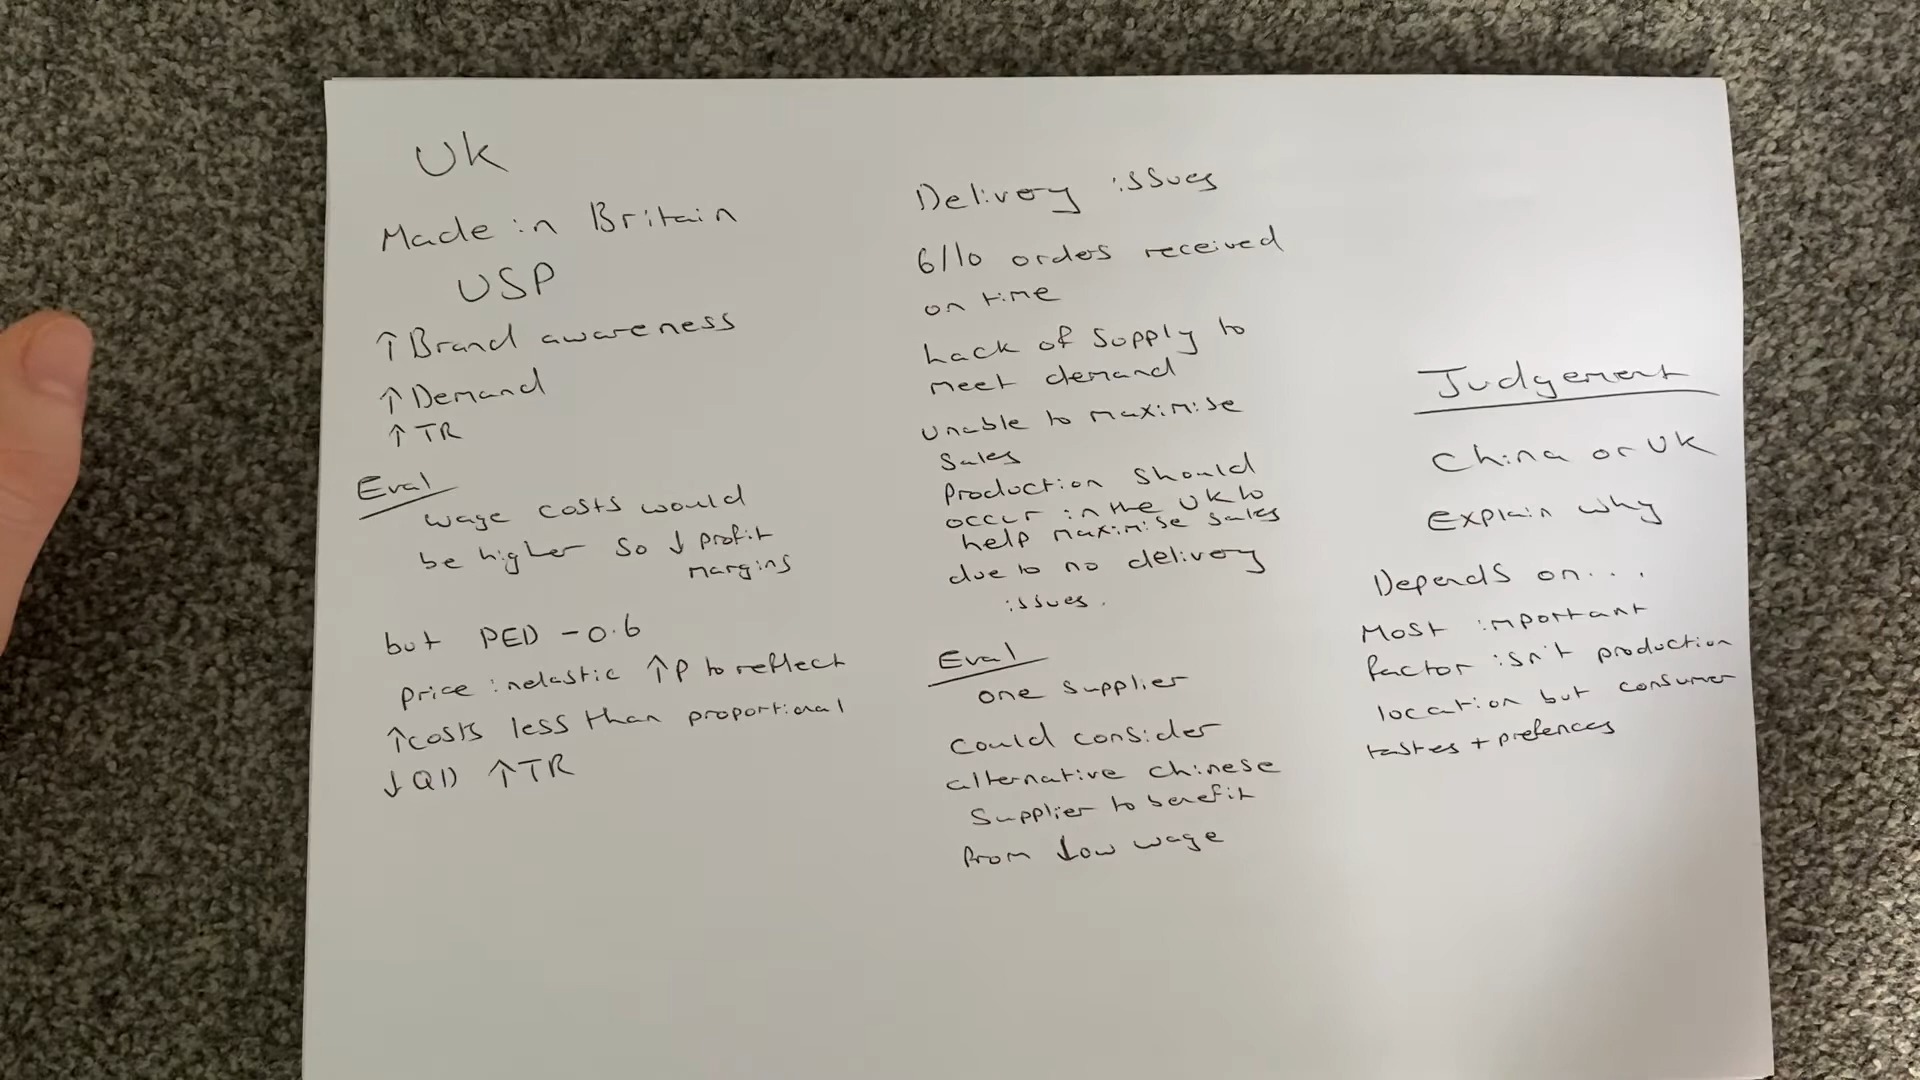 UK
Made in Britain
USP
↑ Brand awareness
↑ Demand
↑ TR
Eval
wage costs would
be higher so ↓ profit
margins
but PED -0.6
price inelastic ↑P to reflect
↑costs less than proportional
↓ QD ↑TR
Delivery issues
6/10 orders received
on time
Lack of supply to
meet demand
Unable to maximise
Sales
Production should
occur in the UK to
help maximise sales
due to no delivery
issues.
Eval
one supplier
Could consider
alternative Chinese
Supplier to benefit
from low wage
Judgement
China or UK
explain why
Depends on...
Most important
factor isn't production
location but consumer
tastes + prefences